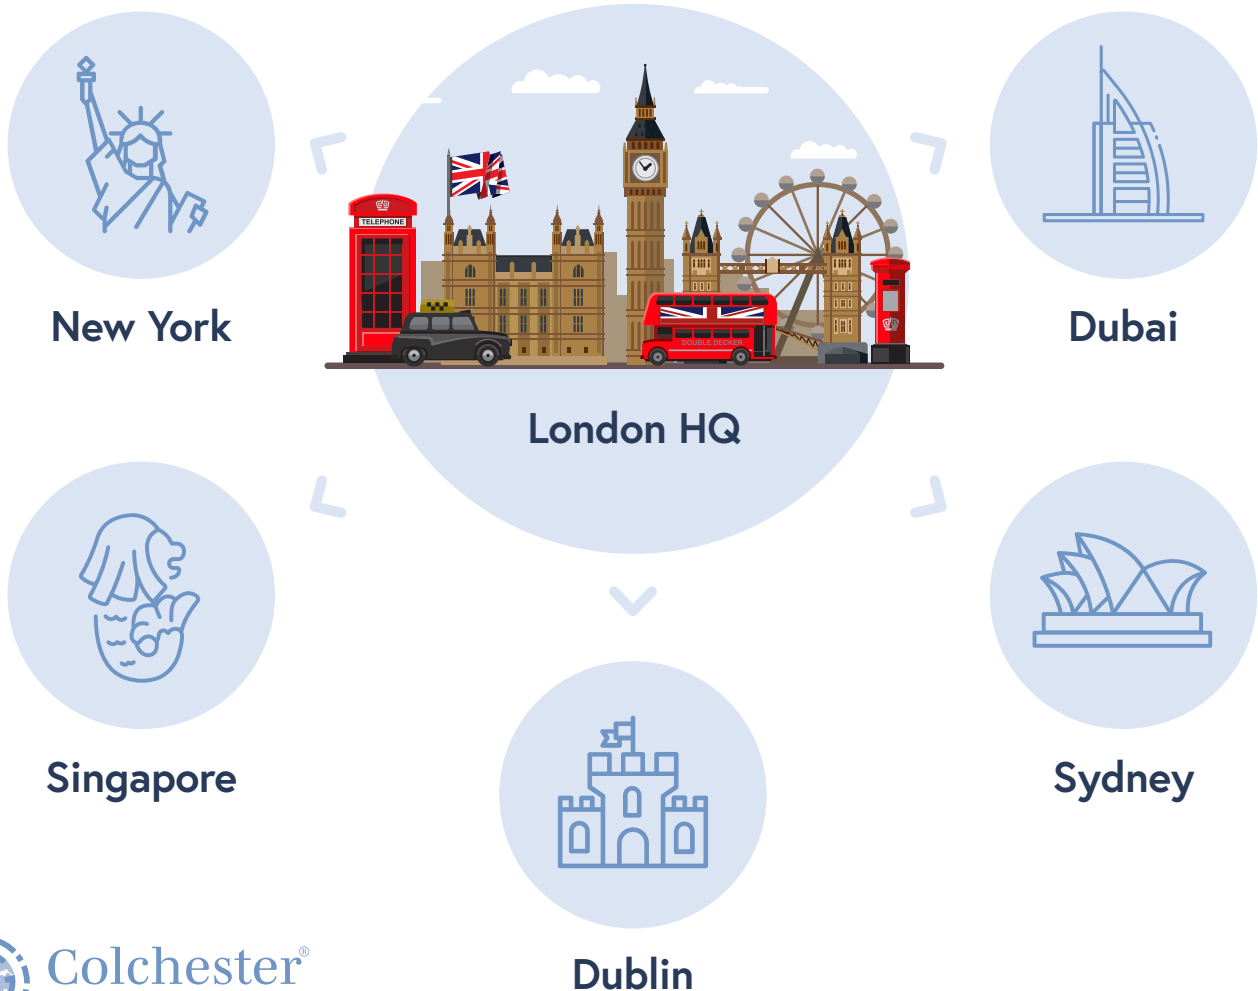 TELEPHONE
DOUBLE DECKER
New York
London HQ
Dubai
Singapore
Sydney
Dublin
Colchester®